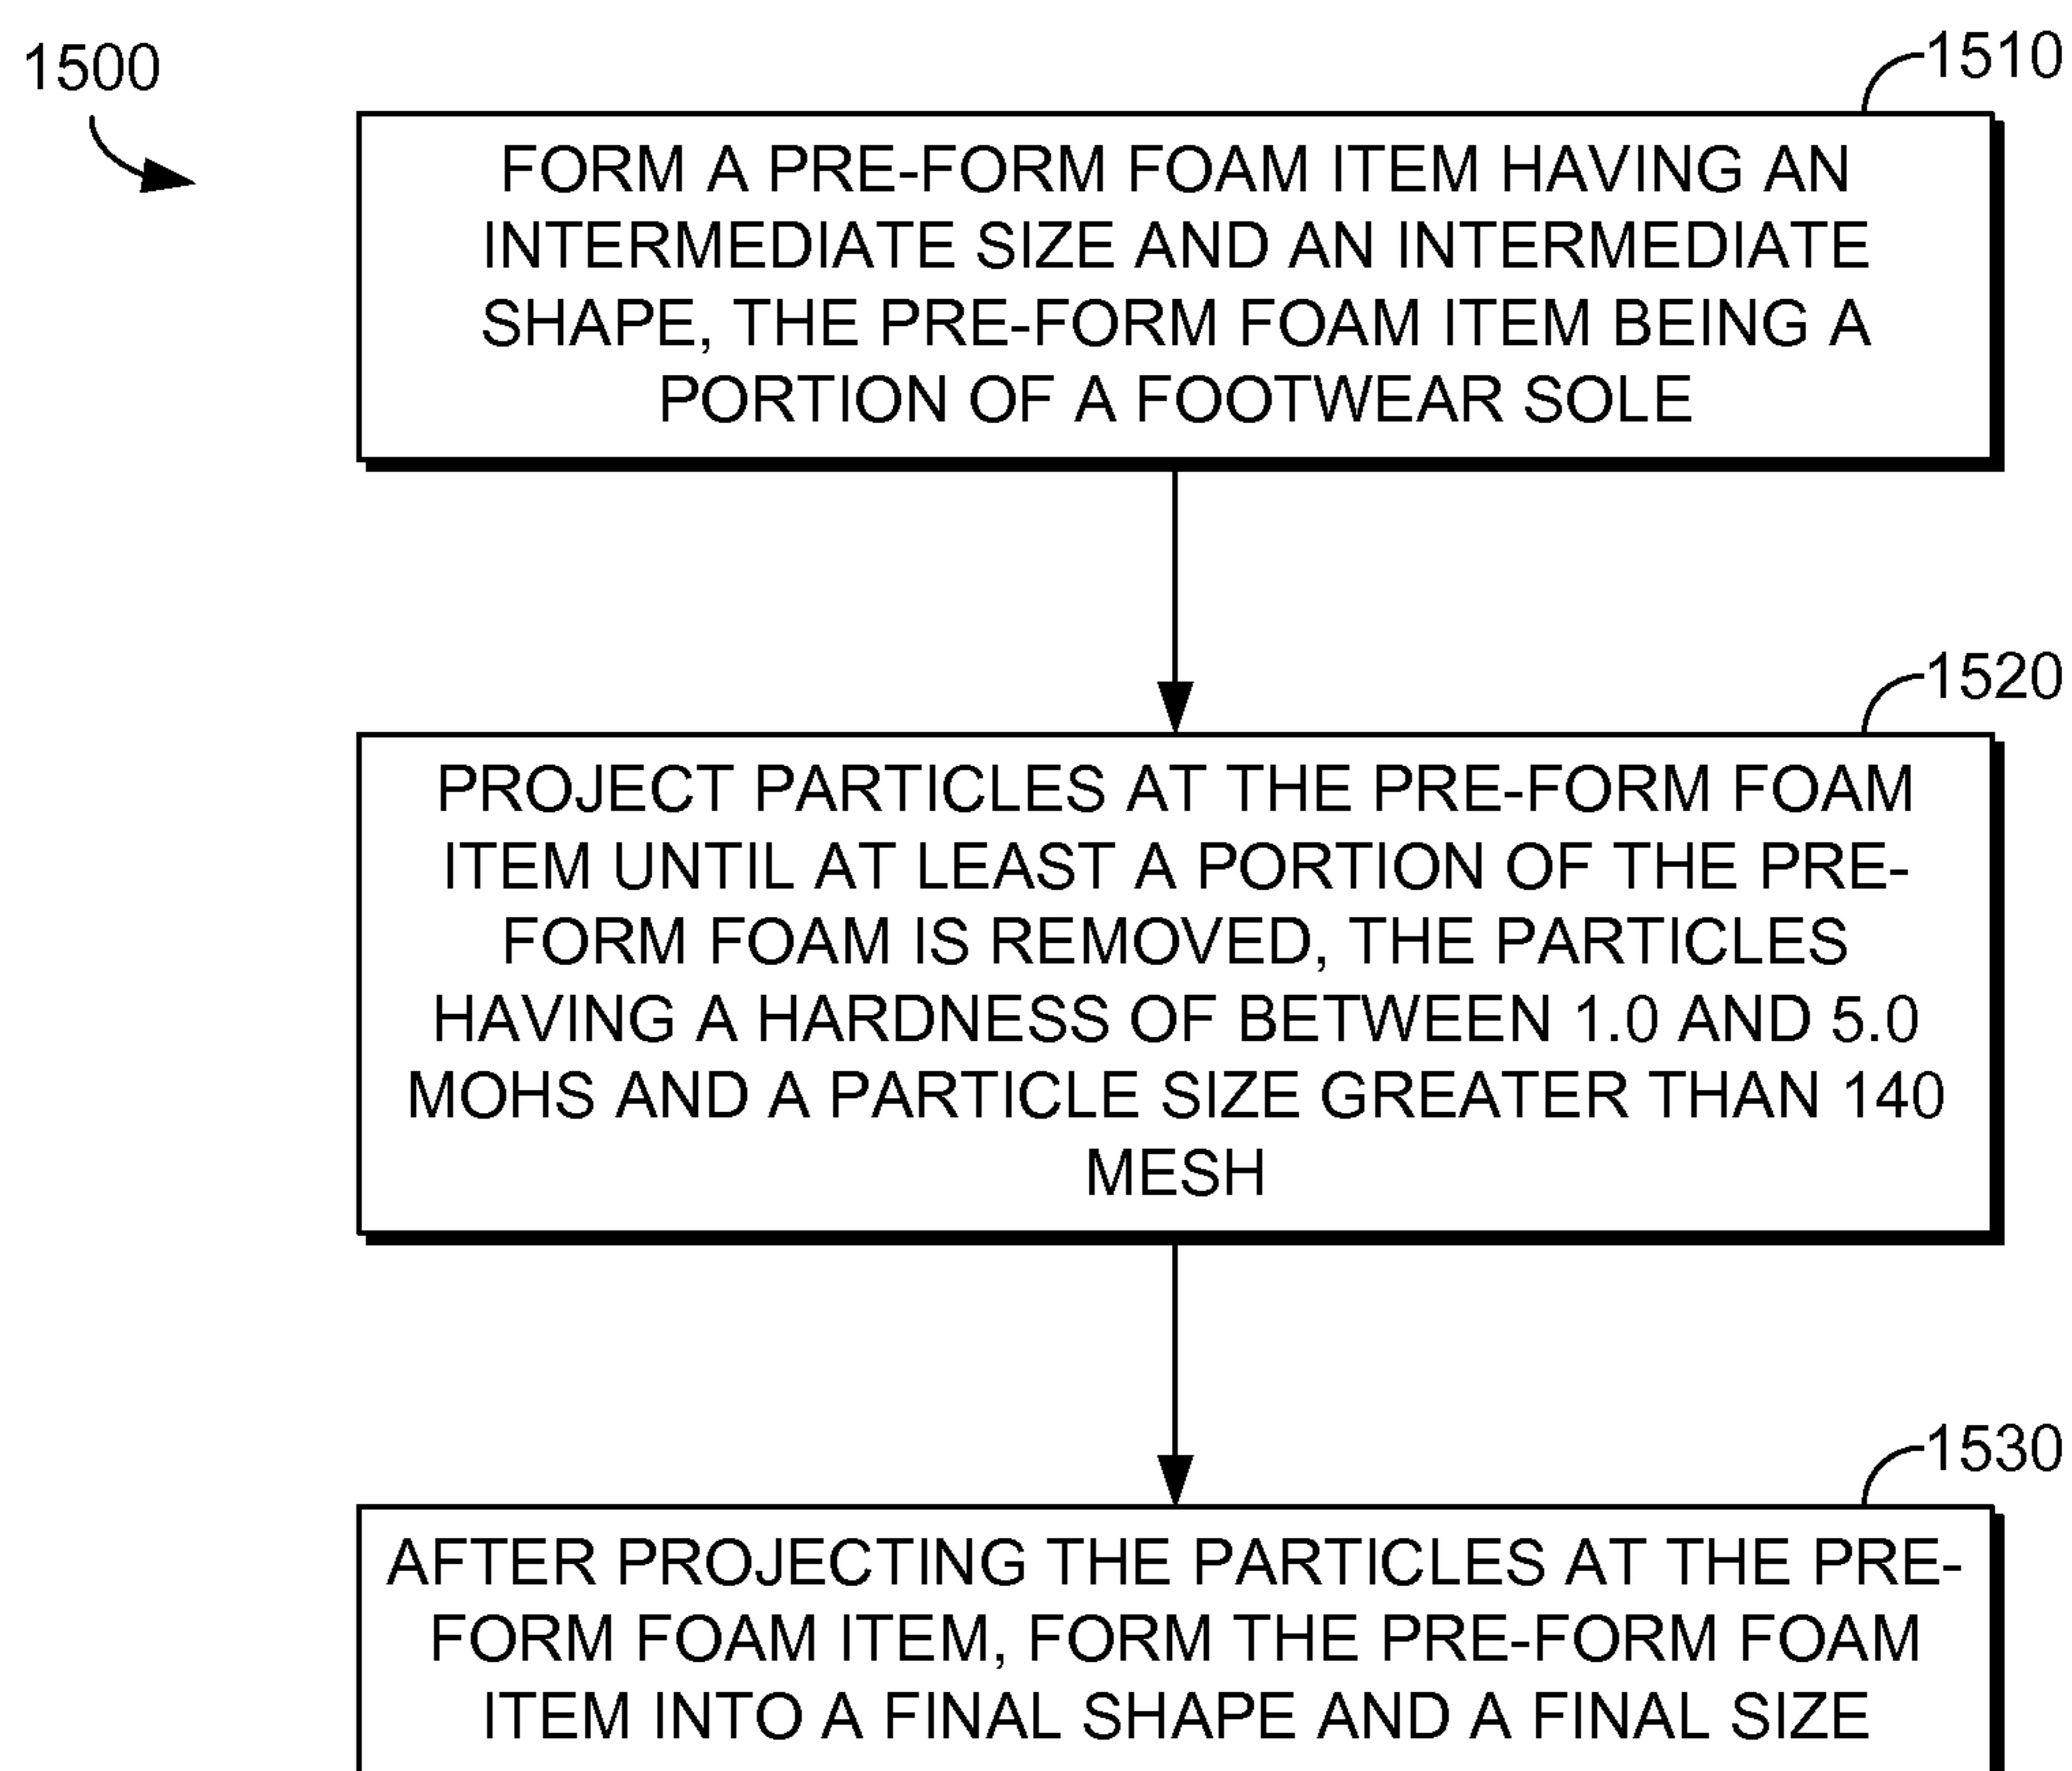 1500
1510
FORM A PRE-FORM FOAM ITEM HAVING AN
INTERMEDIATE SIZE AND AN INTERMEDIATE
SHAPE, THE PRE-FORM FOAM ITEM BEING A
PORTION OF A FOOTWEAR SOLE
1520
PROJECT PARTICLES AT THE PRE-FORM FOAM
ITEM UNTIL AT LEAST A PORTION OF THE PRE-
FORM FOAM IS REMOVED, THE PARTICLES
HAVING A HARDNESS OF BETWEEN 1.0 AND 5.0
MOHS AND A PARTICLE SIZE GREATER THAN 140
MESH
1530
AFTER PROJECTING THE PARTICLES AT THE PRE-
FORM FOAM ITEM, FORM THE PRE-FORM FOAM
ITEM INTO A FINAL SHAPE AND A FINAL SIZE